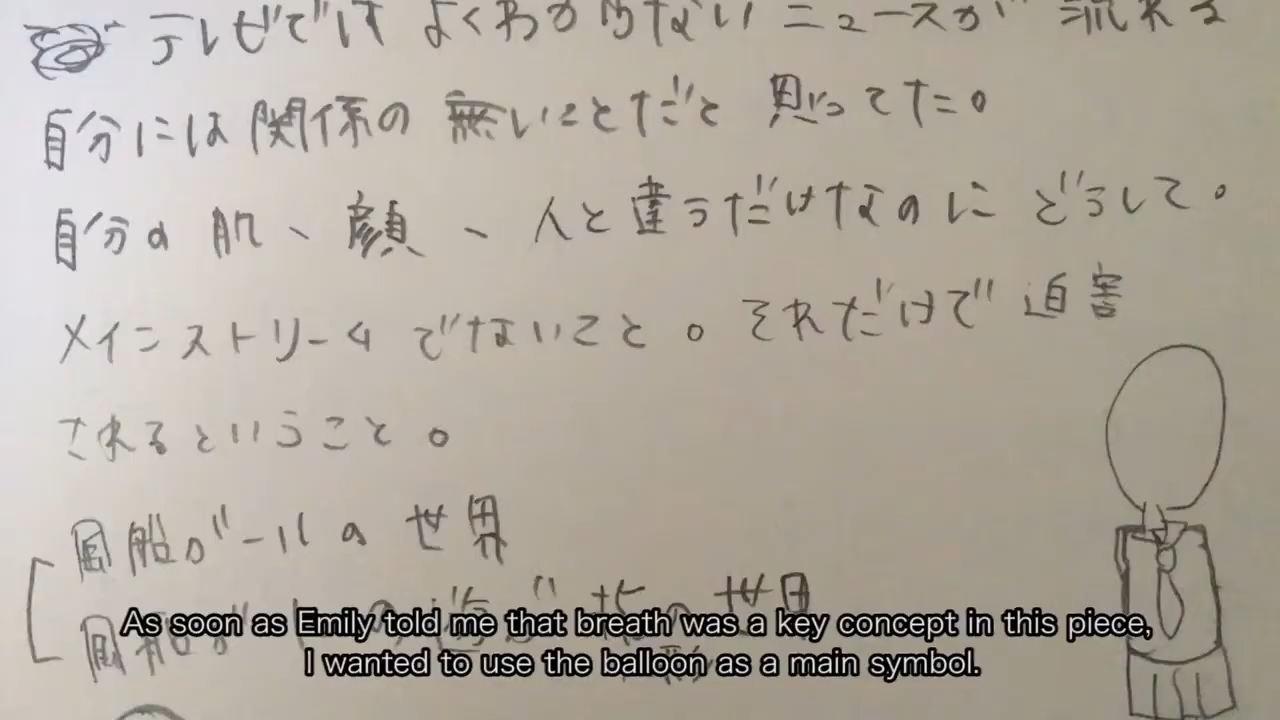 テレビではよくわからないニュースが流れる
自分には関係の無いことだと思ってた。
自分の肌、顔、人と違うだけなのにどうして。
メインストリームでないこと。それだけで迫害
されるということ。
風船ガールの世界
As soon as Emily told me that breath was a key concept in this piece,
I wanted to use the balloon as a main symbol.